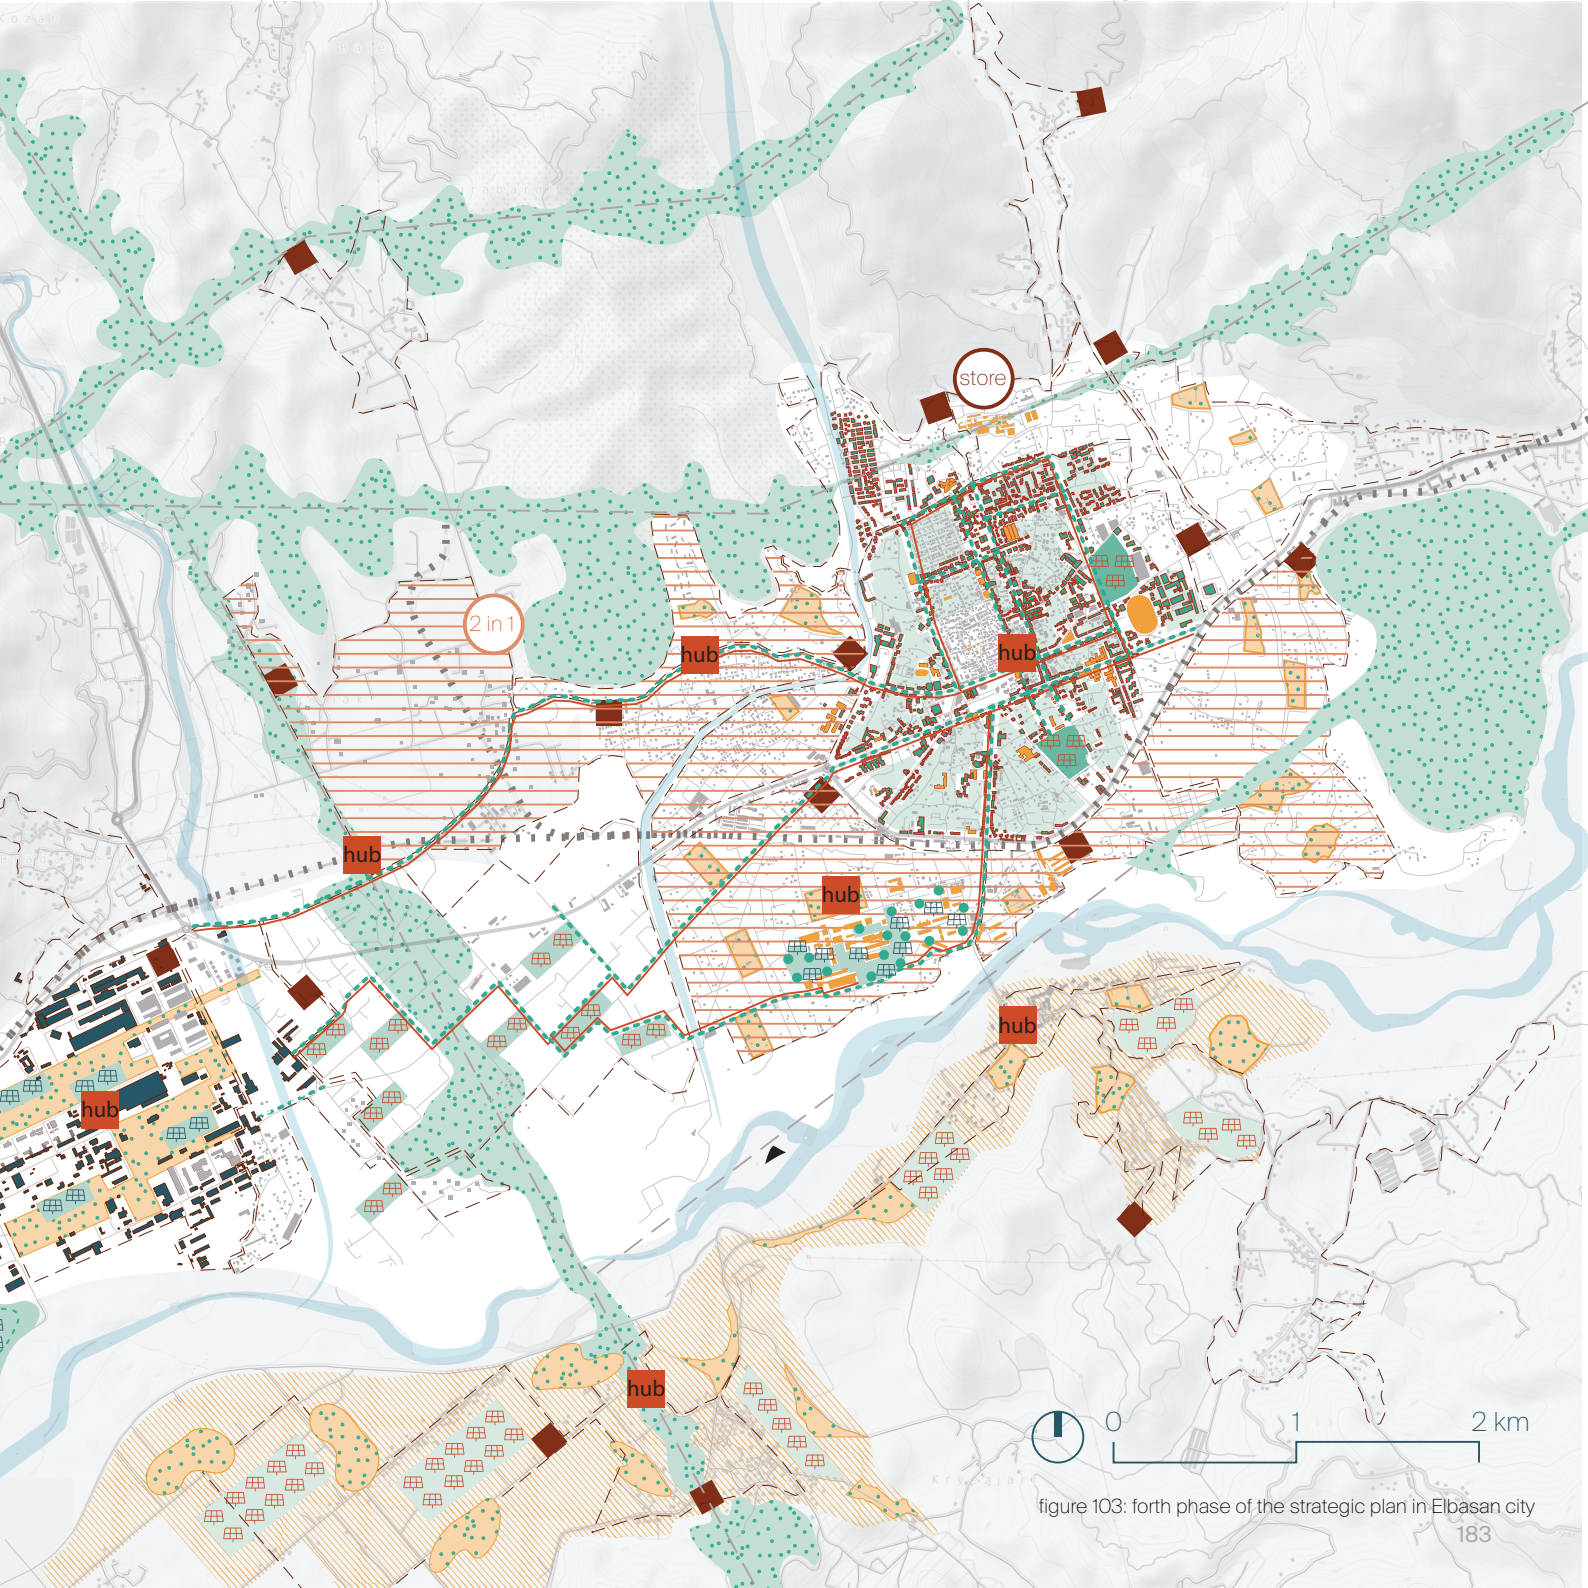 store
2 in 1
hub
hub
hub
hub
hub
hub
hub
0 1 2 km
figure 103: forth phase of the strategic plan in Elbasan city
183